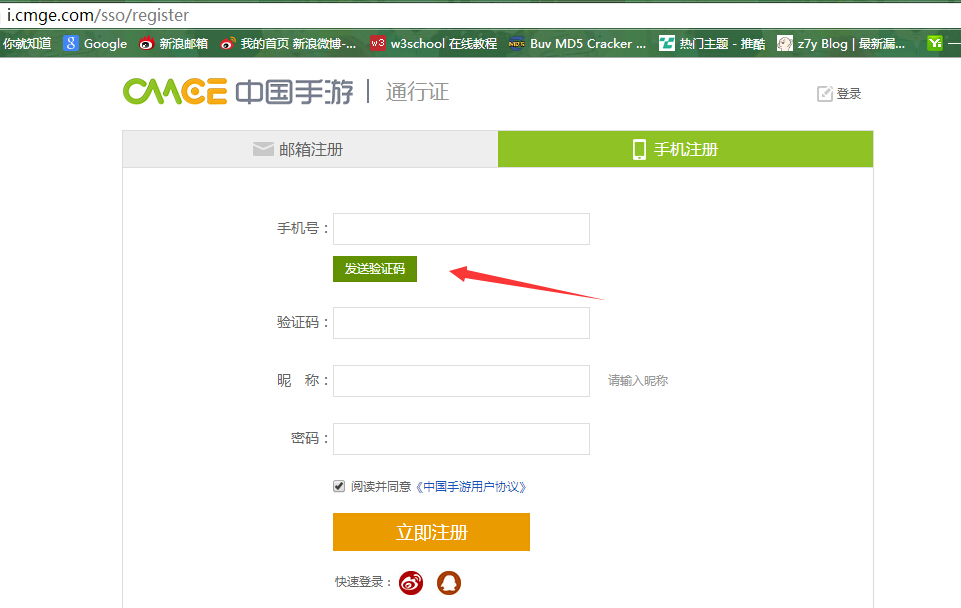 i.cmge.com/sso/register
你就知道 Google 新浪邮箱 我的首页 新浪微博-... w3school 在线教程 Buv MD5 Cracker ... 热门主题 - 推酷 z7y Blog | 最新漏...
CMGE 中国手游 | 通行证
登录
邮箱注册 手机注册
手机号：
发送验证码
验证码：
昵 称： 请输入昵称
密码：
阅读并同意《中国手游用户协议》
立即注册
快速登录：